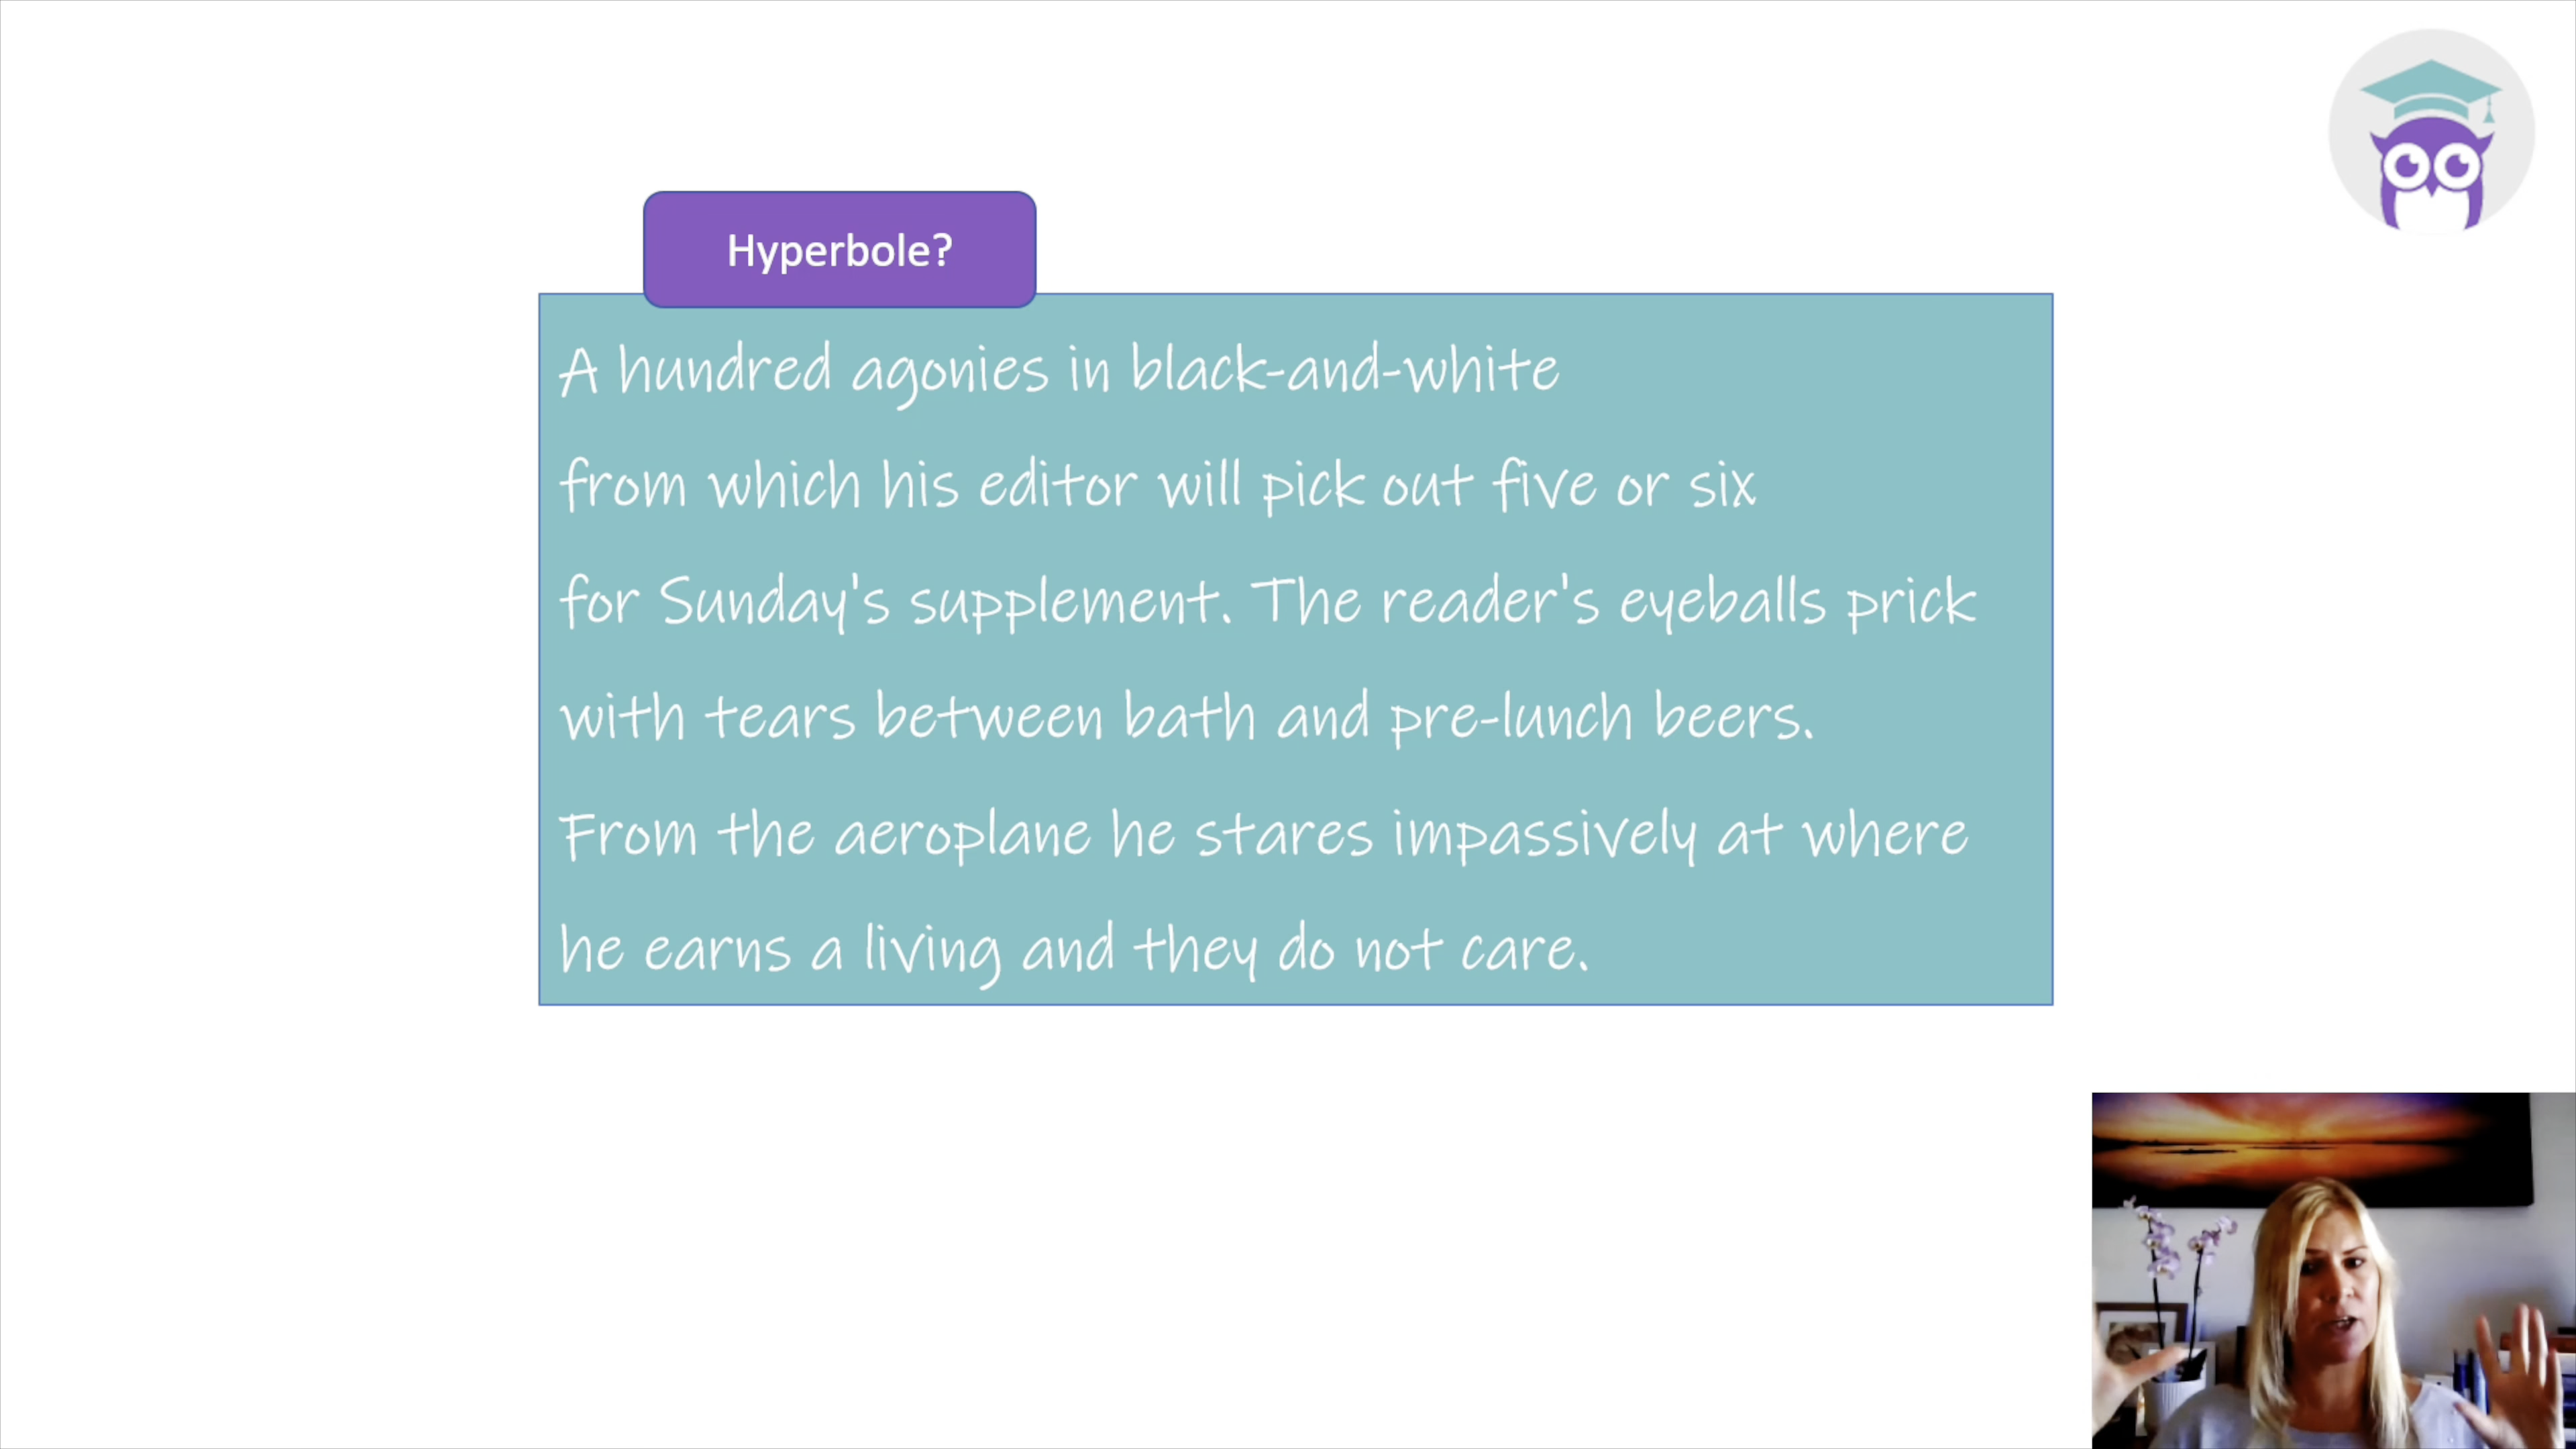 Hyperbole?
A hundred agonies in black-and-white
from which his editor will pick out five or six
for Sunday's supplement. The reader's eyeballs prick
with tears between bath and pre-lunch beers.
From the aeroplane he stares impassively at where
he earns a living and they do not care.